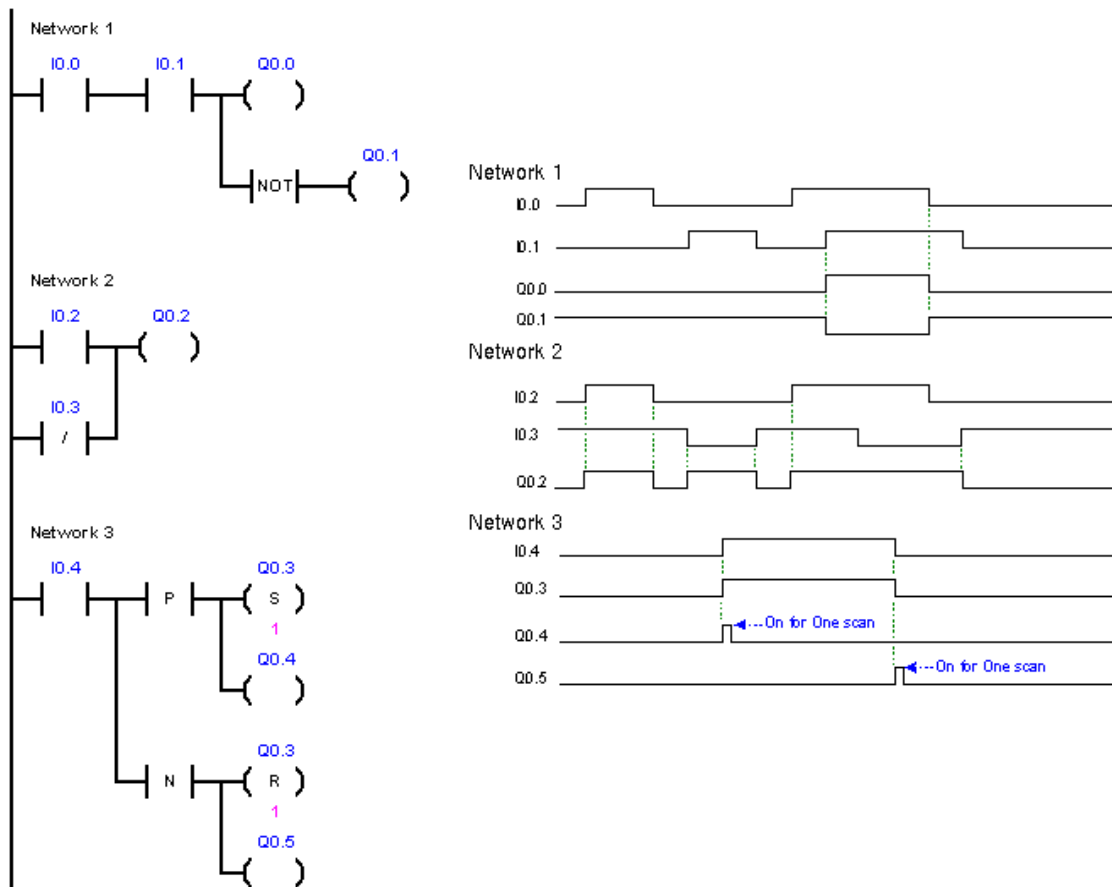 Network 1
I0.0 I0.1 Q0.0
NOT Q0.1
Network 2
I0.2 Q0.2
I0.3
/
Network 3
I0.4 Q0.3
P S
1
Q0.4
Q0.3
N R
1
Q0.5
Network 1
I0.0
I0.1
Q0.0
Q0.1
Network 2
I0.2
I0.3
Q0.2
Network 3
I0.4
Q0.3
Q0.4 On for One scan
Q0.5 On for One scan